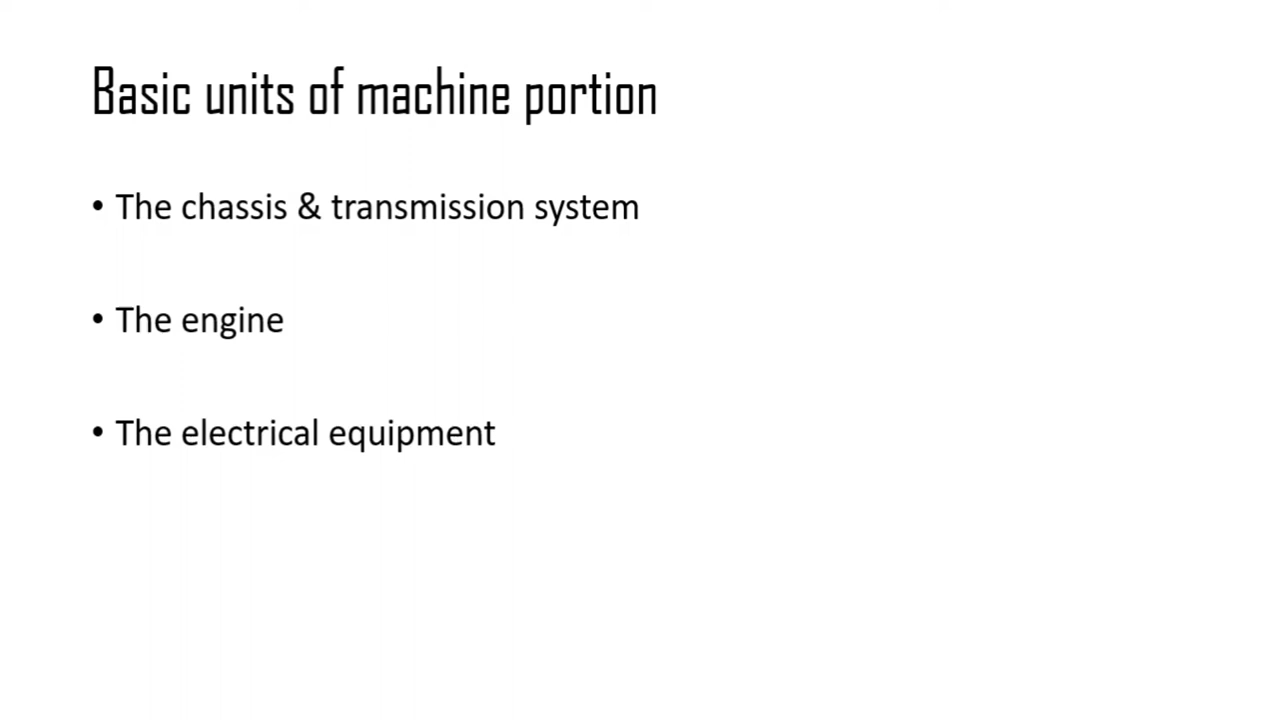 Basic units of machine portion
• The chassis & transmission system
• The engine
• The electrical equipment